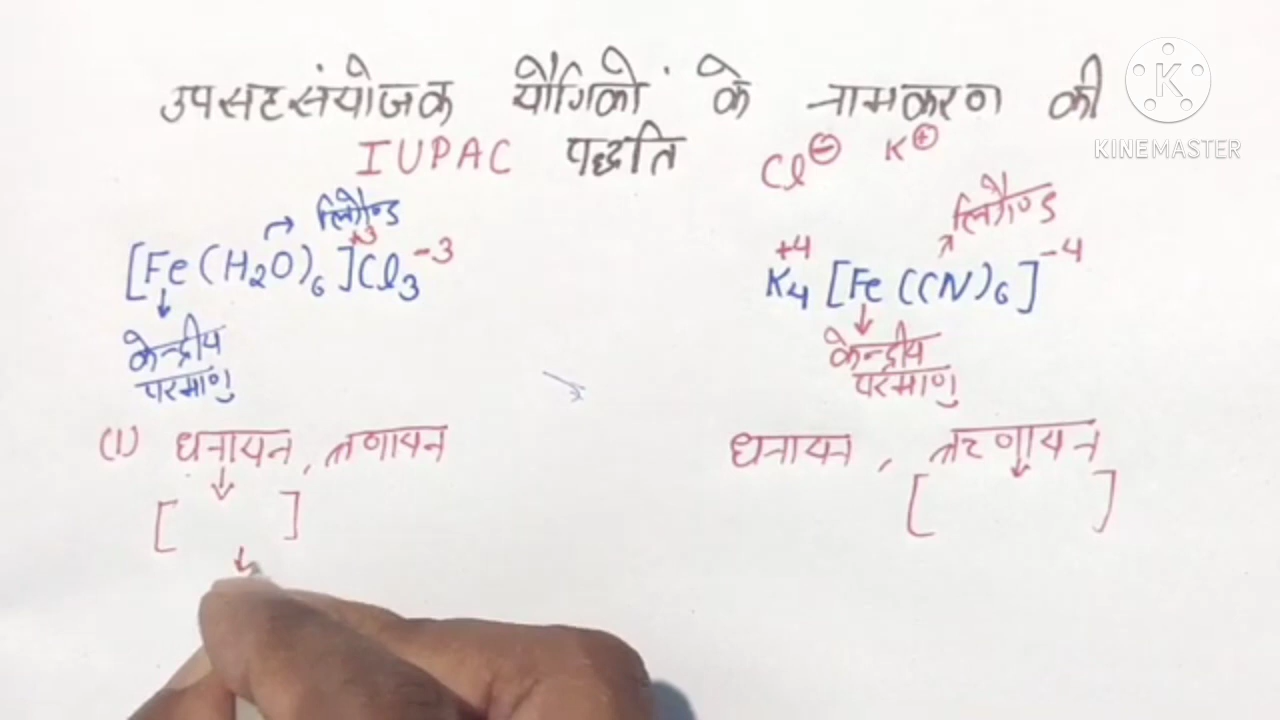 उपसहसंयोजक यौगिकों के नामकरण की
IUPAC पद्धति
Cl⊖ K⊕
K
KINEMASTER
→ लिगैण्ड
[Fe(H2O)6]+3Cl3-3
↓
केन्द्रीय
परमाणु
लिगैण्ड
K4+4[Fe(CN)6]-4
↓
केन्द्रीय
परमाणु
(1) धनायन, ऋणायन
↓
[ ]
↓
धनायन, ऋणायन
↓
[ ]